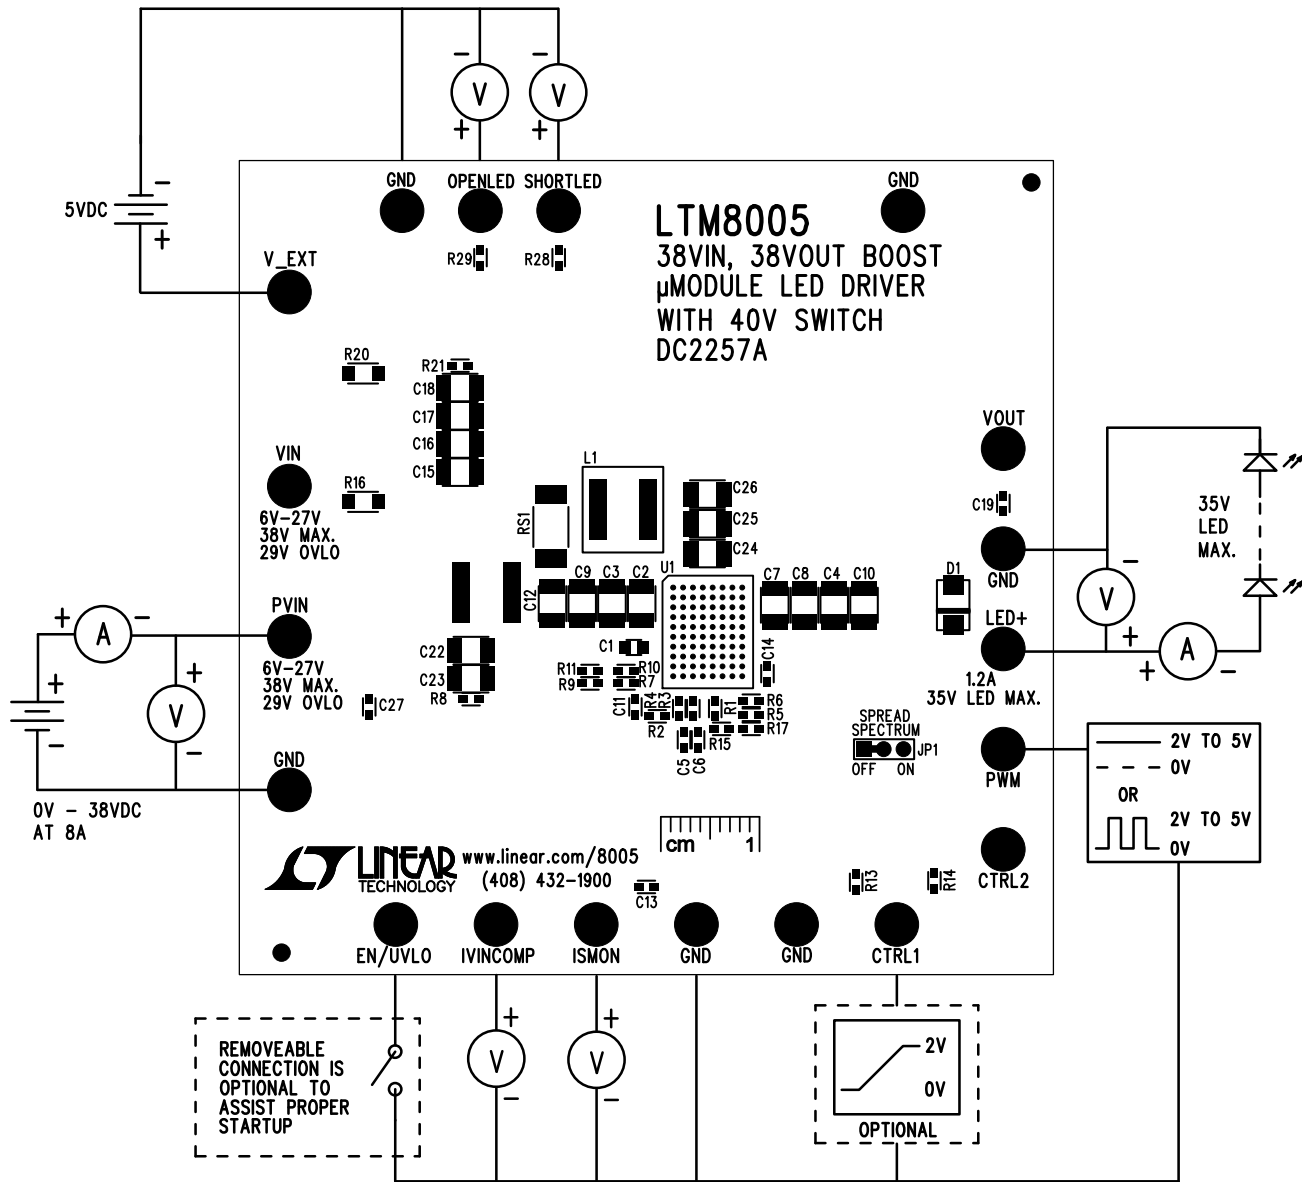 -
-
V
V
+
+
GND
OPENLED
SHORTLED
GND
5VDC
-
+
V_EXT
R29
R28
LTM8005
38VIN, 38VOUT BOOST
µMODULE LED DRIVER
WITH 40V SWITCH
DC2257A
R20
R21
C18
C17
C16
C15
VIN
6V-27V
38V MAX.
29V OVLO
R16
L1
RS1
C26
C25
C24
VOUT
C19
GND
35V
LED
MAX.
U1
C12
C9
C3
C2
C7
C8
C4
C10
D1
-
V
+
LED+
1.2A
35V LED MAX.
+
A
-
+
A
-
PVIN
6V-27V
38V MAX.
29V OVLO
+
-
+
V
-
GND
0V - 38VDC
AT 8A
C22
C23
R8
C27
C1
R11
R9
R10
R7
C11
R4
R3
R2
C5
C6
R1
R15
C14
R6
R5
R17
SPREAD
SPECTRUM
JP1
OFF ON
PWM
2V TO 5V
0V
OR
2V TO 5V
0V
cm 1
LINEAR
TECHNOLOGY
www.linear.com/8005
(408) 432-1900
C13
R13
R14
CTRL2
EN/UVLO
IVINCOMP
ISMON
GND
GND
CTRL1
REMOVEABLE
CONNECTION IS
OPTIONAL TO
ASSIST PROPER
STARTUP
+
V
-
+
V
-
2V
0V
OPTIONAL